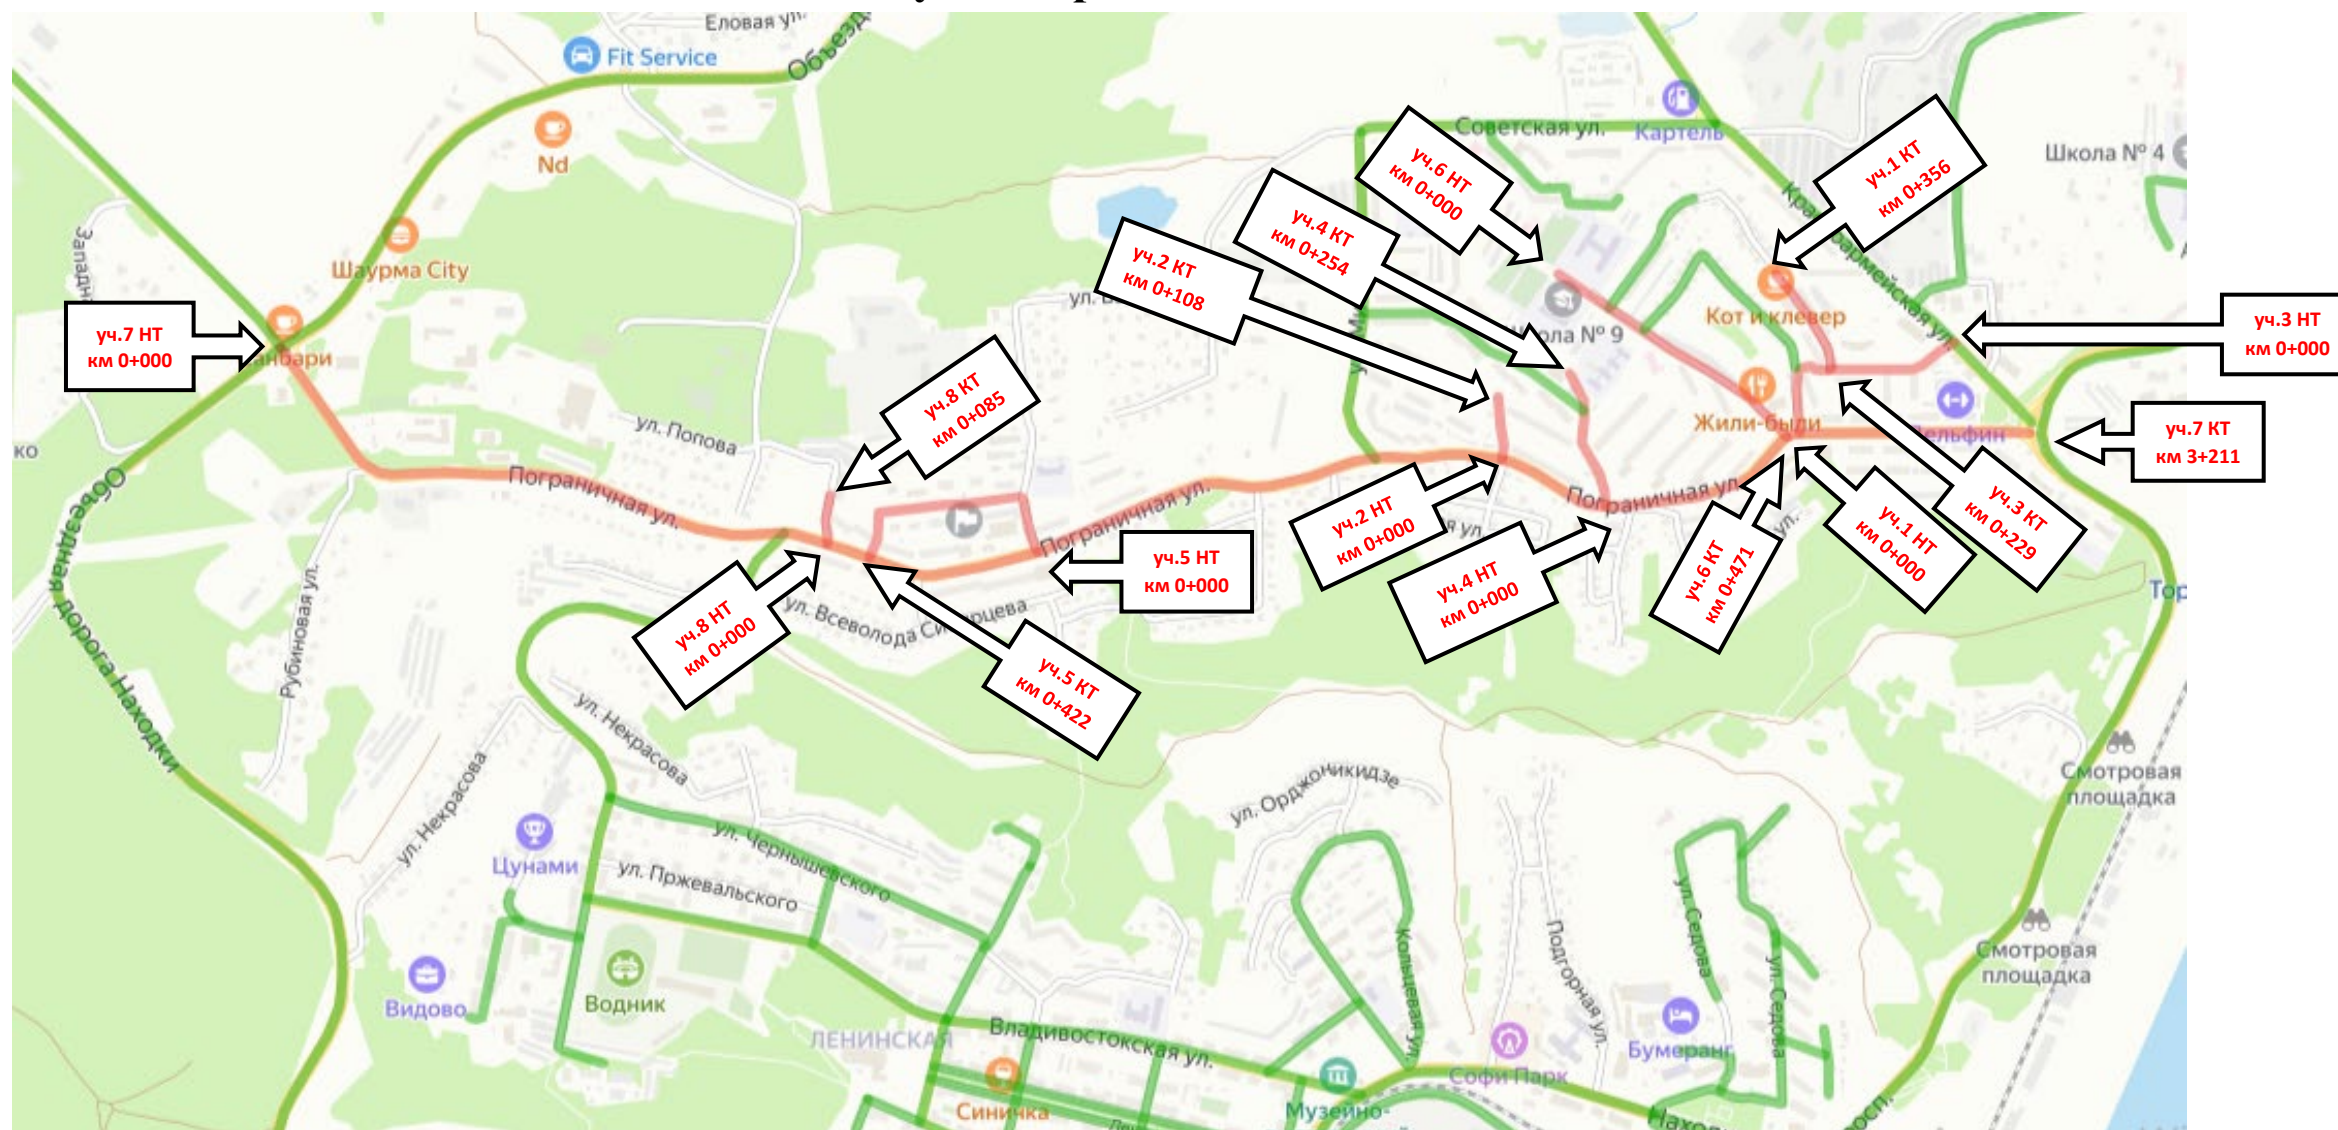 Еловая ул.
Объезд
Fit Service
Nd
Картель
Советская ул.
Школа № 4
уч.6 НТ
км 0+000
уч.1 КТ
км 0+356
уч.4 КТ
км 0+254
уч.2 КТ
км 0+108
Красноармейская ул.
Шаурма City
Западн
Кот и клевер
уч.7 НТ
км 0+000
уч.3 НТ
км 0+000
Школа № 9
уч.8 КТ
км 0+085
Жили-были
Дельфин
уч.7 КТ
км 3+211
ко
ул. Попова
Пограничная ул.
Пограничная ул.
Пограничная ул.
Объездная дорога Находки
уч.2 НТ
км 0+000
уч.3 КТ
км 0+229
уч.1 НТ
км 0+000
уч.5 НТ
км 0+000
уч.4 НТ
км 0+000
уч.6 КТ
км 0+471
уч.8 НТ
км 0+000
ул. Всеволода Сибирцева
Рубиновая ул.
Тор
уч.5 КТ
км 0+422
ул. Некрасова
ул. Некрасова
ул. Орджоникидзе
Смотровая
площадка
Цунами
ул. Чернышевского
ул. Пржевальского
ул. Седова
Кольцевая ул.
Подгорная ул.
ул. Седова
Смотровая
площадка
Видово
Водник
ЛЕНИНСКАЯ
Владивостокская ул.
Бумеранг
Софи Парк
Синичка
Музейно-
Наход
росп.